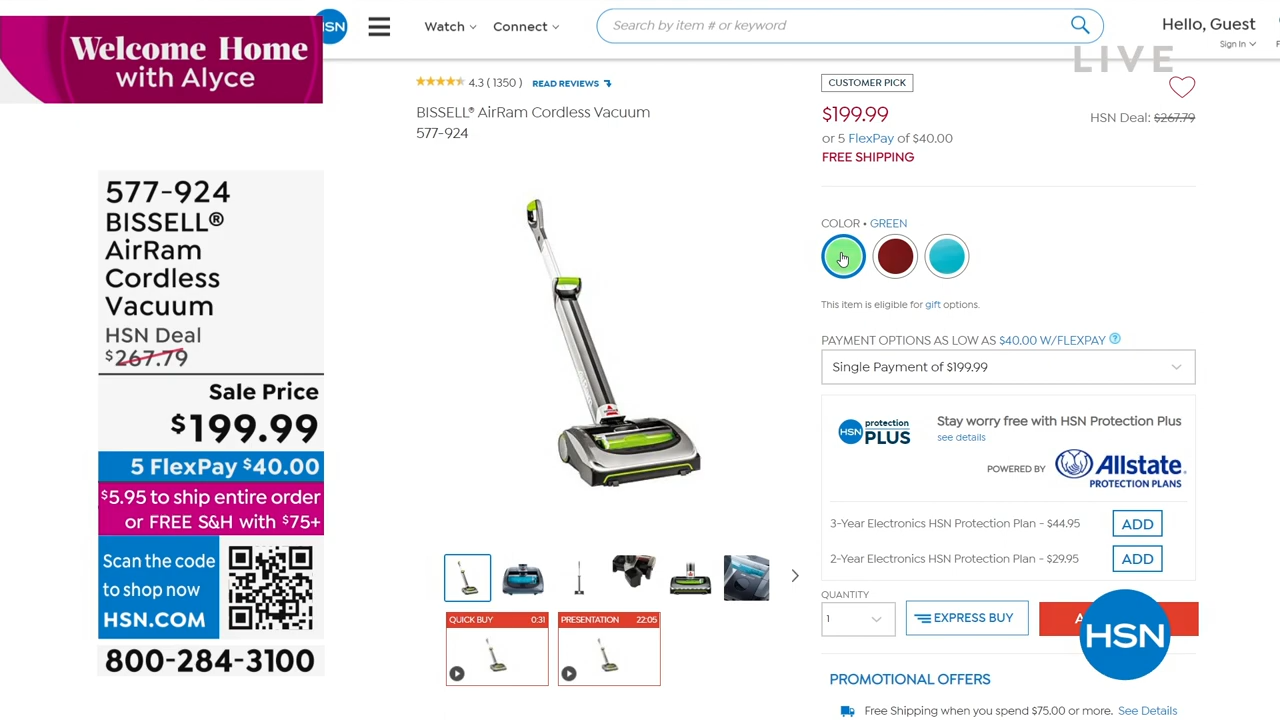 Welcome Home
with Alyce
HSN
Watch
Connect
Search by item # or keyword
Hello, Guest
Sign In
LIVE
4.3 ( 1350 ) READ REVIEWS
BISSELL® AirRam Cordless Vacuum
577-924
CUSTOMER PICK
$199.99
HSN Deal: $267.79
or 5 FlexPay of $40.00
FREE SHIPPING
COLOR • GREEN
This item is eligible for gift options.
PAYMENT OPTIONS AS LOW AS $40.00 W/FLEXPAY ?
Single Payment of $199.99
HSN protection PLUS
Stay worry free with HSN Protection Plus
see details
POWERED BY Allstate
PROTECTION PLANS
3-Year Electronics HSN Protection Plan - $44.95 ADD
2-Year Electronics HSN Protection Plan - $29.95 ADD
QUANTITY
1
EXPRESS BUY
HSN
PROMOTIONAL OFFERS
Free Shipping when you spend $75.00 or more. See Details
QUICK BUY 0:31
PRESENTATION 22:05
577-924
BISSELL®
AirRam
Cordless
Vacuum
HSN Deal
$267.79
Sale Price
$199.99
5 FlexPay $40.00
$5.95 to ship entire order
or FREE S&H with $75+
Scan the code
to shop now
HSN.COM
800-284-3100